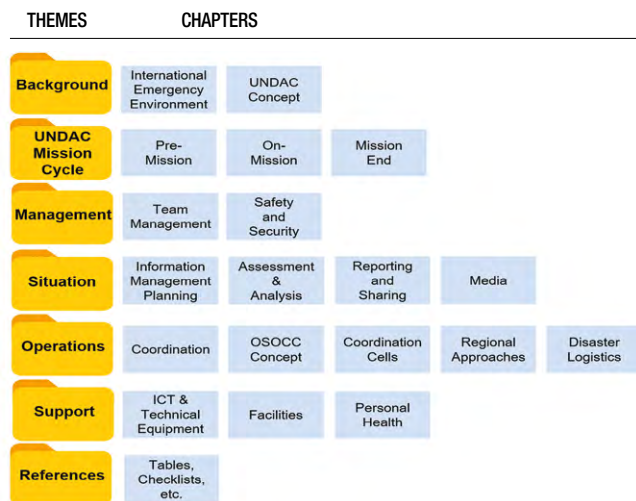 THEMES CHAPTERS
Background
International
Emergency
Environment
UNDAC
Concept
UNDAC
Mission
Cycle
Pre-
Mission
On-
Mission
Mission
End
Management
Team
Management
Safety
and
Security
Situation
Information
Management
Planning
Assessment
&
Analysis
Reporting
and
Sharing
Media
Operations
Coordination
OSOCC
Concept
Coordination
Cells
Regional
Approaches
Disaster
Logistics
Support
ICT &
Technical
Equipment
Facilities
Personal
Health
References
Tables,
Checklists,
etc.